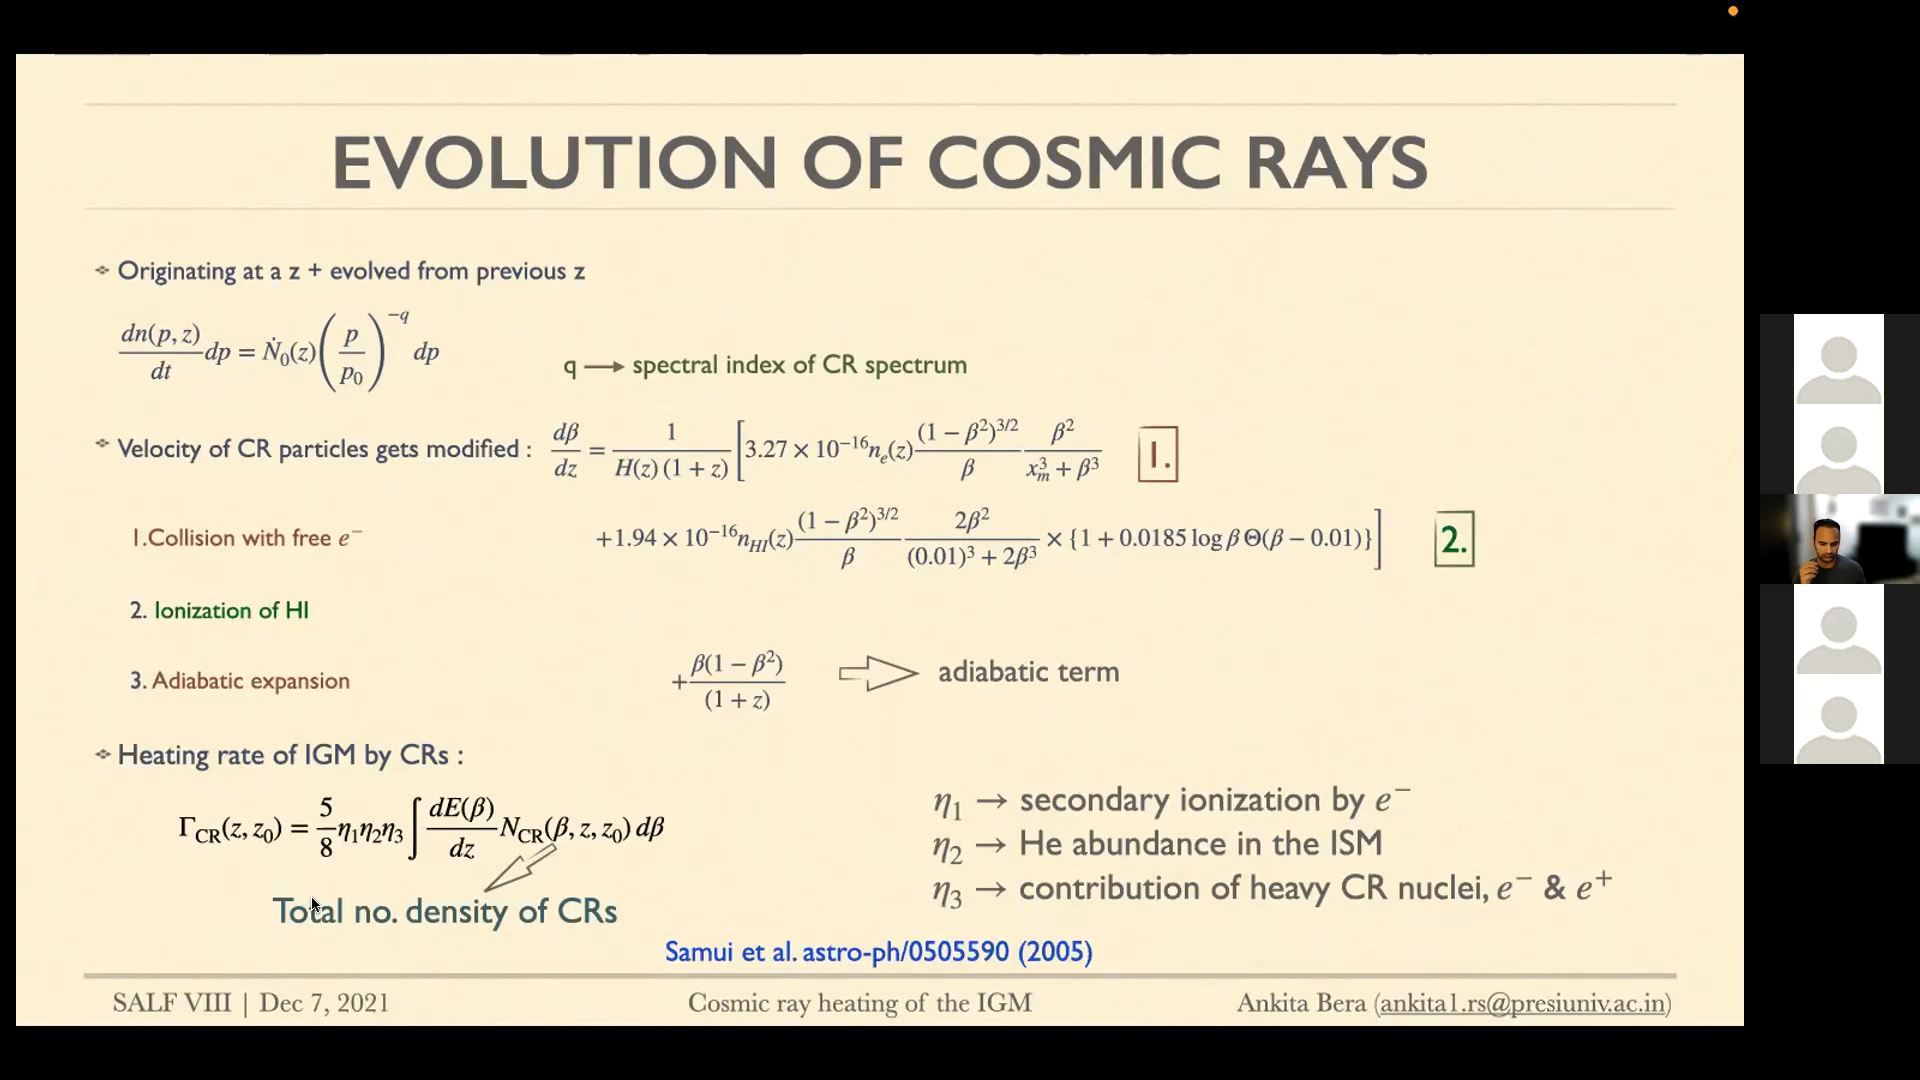 EVOLUTION OF COSMIC RAYS
Originating at a z + evolved from previous z
dn(p, z)/dt dp = Ṅ₀(z)(p/p₀)^−q dp
q ⟶ spectral index of CR spectrum
Velocity of CR particles gets modified : dβ/dz = 1/(H(z)(1 + z)) [3.27 × 10⁻¹⁶nₑ(z) (1 − β²)^3/2/β β²/(xₘ³ + β³) 1.
1.Collision with free e⁻ +1.94 × 10⁻¹⁶n_HI(z) (1 − β²)^3/2/β 2β²/((0.01)³ + 2β³) × {1 + 0.0185 log β Θ(β − 0.01)}] 2.
2. Ionization of HI
3. Adiabatic expansion +β(1 − β²)/(1 + z) ⇒ adiabatic term
Heating rate of IGM by CRs :
Γ_CR(z, z₀) = 5/8 η₁η₂η₃ ∫ dE(β)/dz N_CR(β, z, z₀) dβ
Total no. density of CRs
η₁ → secondary ionization by e⁻
η₂ → He abundance in the ISM
η₃ → contribution of heavy CR nuclei, e⁻ & e⁺
Samui et al. astro-ph/0505590 (2005)
SALF VIII | Dec 7, 2021 Cosmic ray heating of the IGM Ankita Bera (ankita1.rs@presiuniv.ac.in)